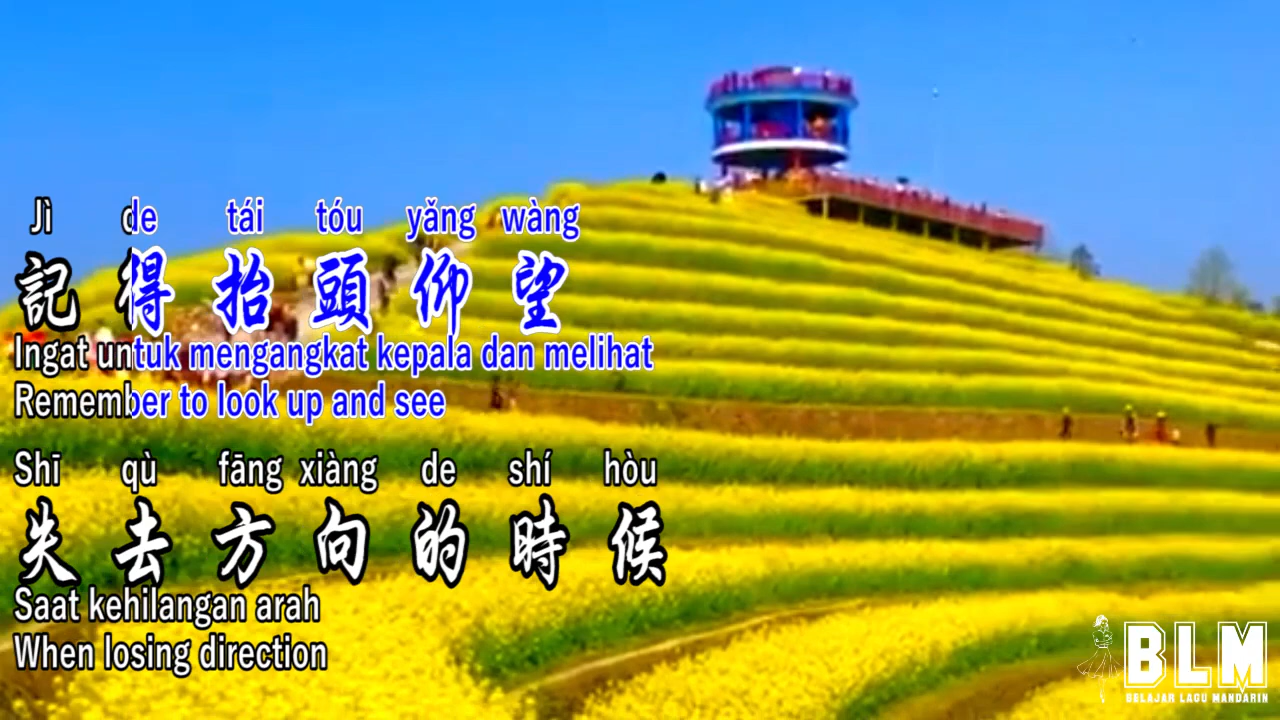 Jì de tái tóu yǎng wàng
記得抬頭仰望
Ingat untuk mengangkat kepala dan melihat
Remember to look up and see
Shī qù fāng xiàng de shí hòu
失去方向的時候
Saat kehilangan arah
When losing direction
BLM
BELAJAR LAGU MANDARIN